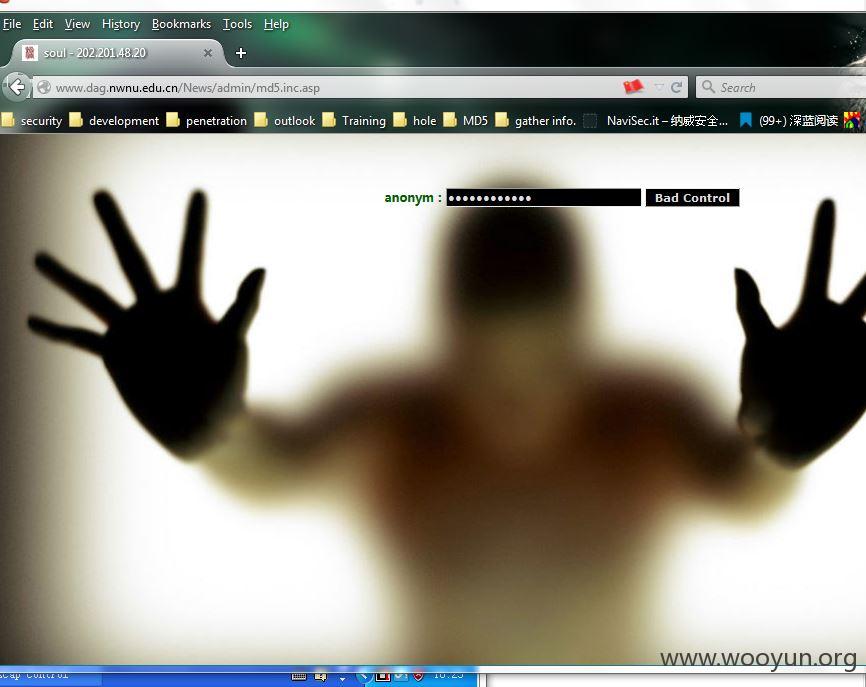 File Edit View History Bookmarks Tools Help
soul - 202.201.48.20 × +
www.dag.nwnu.edu.cn/News/admin/md5.inc.asp Search
security development penetration outlook Training hole MD5 gather info. NaviSec.it – 纳威安全... (99+) 深蓝阅读
anonym : •••••••••••• Bad Control
www.wooyun.org